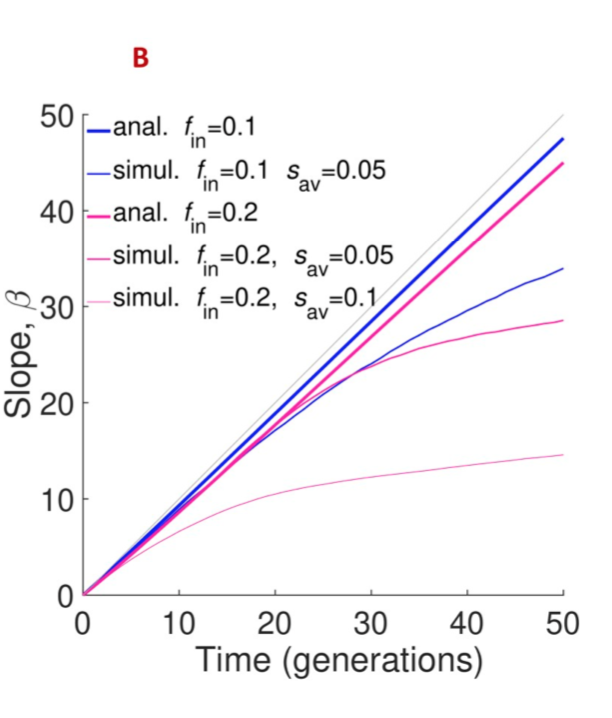 B
50
anal. f_in=0.1
simul. f_in=0.1 s_av=0.05
40
anal. f_in=0.2
simul. f_in=0.2, s_av=0.05
30
simul. f_in=0.2, s_av=0.1
Slope, β
20
10
0
0 10 20 30 40 50
Time (generations)